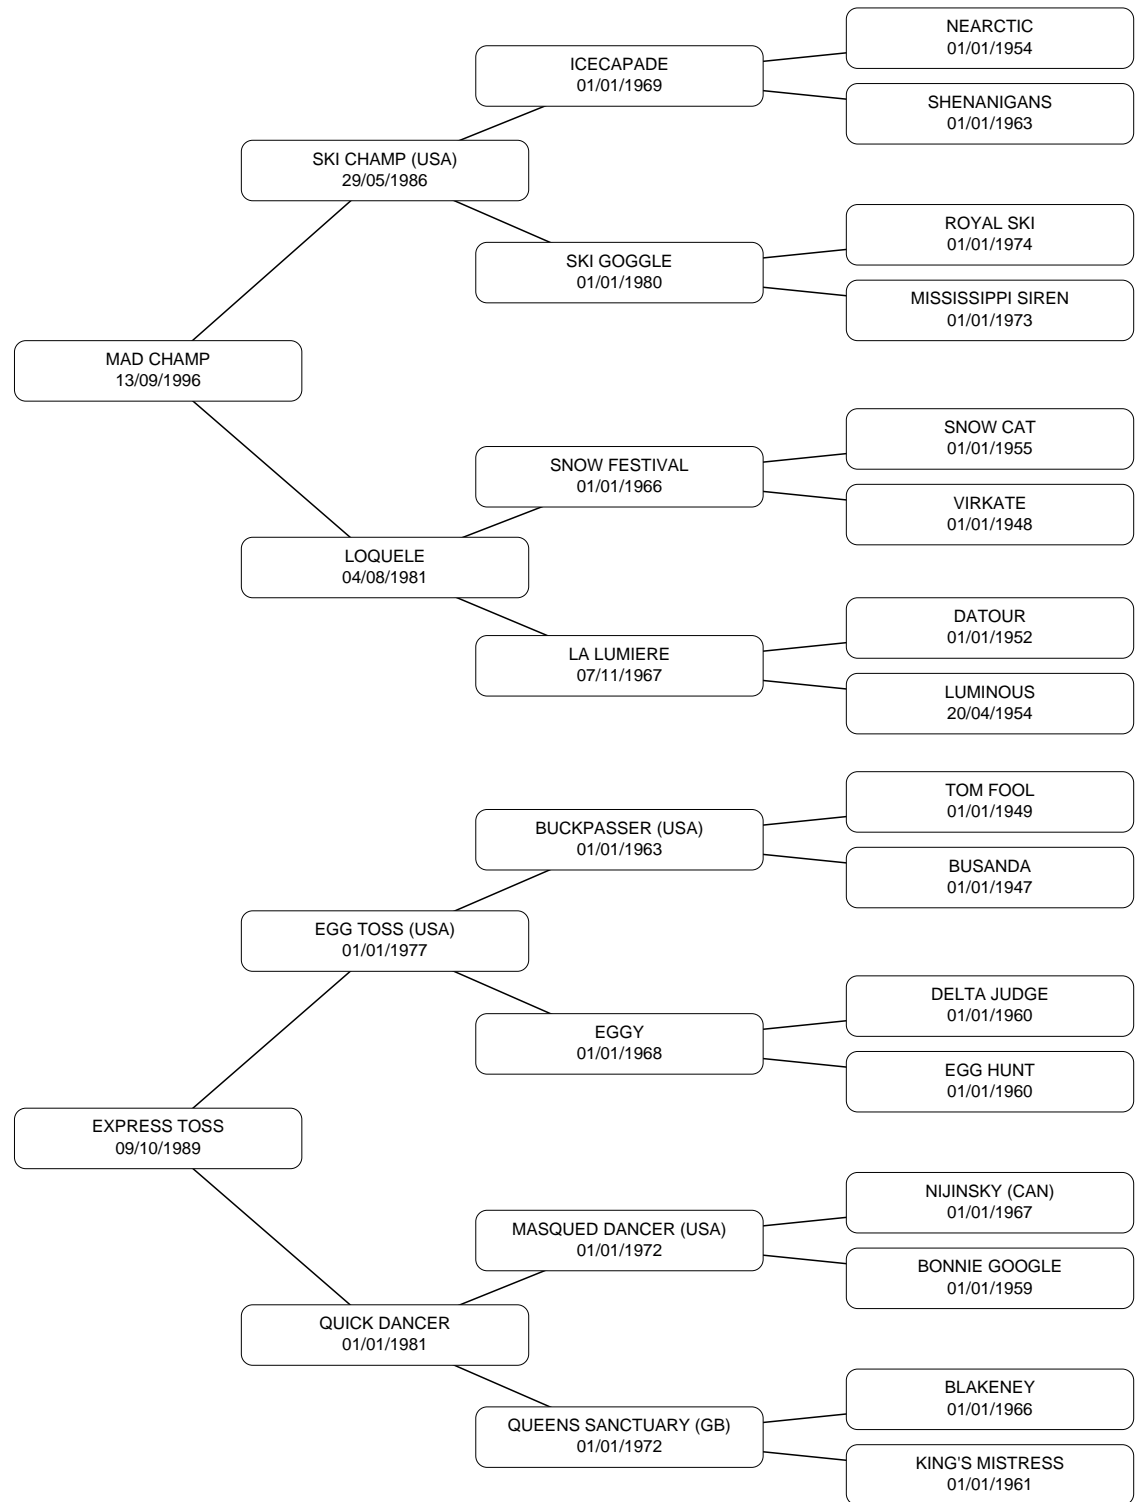 NEARCTIC
01/01/1954
ICECAPADE
01/01/1969
SHENANIGANS
01/01/1963
SKI CHAMP (USA)
29/05/1986
ROYAL SKI
01/01/1974
SKI GOGGLE
01/01/1980
MISSISSIPPI SIREN
01/01/1973
MAD CHAMP
13/09/1996
SNOW CAT
01/01/1955
SNOW FESTIVAL
01/01/1966
VIRKATE
01/01/1948
LOQUELE
04/08/1981
DATOUR
01/01/1952
LA LUMIERE
07/11/1967
LUMINOUS
20/04/1954
TOM FOOL
01/01/1949
BUCKPASSER (USA)
01/01/1963
BUSANDA
01/01/1947
EGG TOSS (USA)
01/01/1977
DELTA JUDGE
01/01/1960
EGGY
01/01/1968
EGG HUNT
01/01/1960
EXPRESS TOSS
09/10/1989
NIJINSKY (CAN)
01/01/1967
MASQUED DANCER (USA)
01/01/1972
BONNIE GOOGLE
01/01/1959
QUICK DANCER
01/01/1981
BLAKENEY
01/01/1966
QUEENS SANCTUARY (GB)
01/01/1972
KING'S MISTRESS
01/01/1961